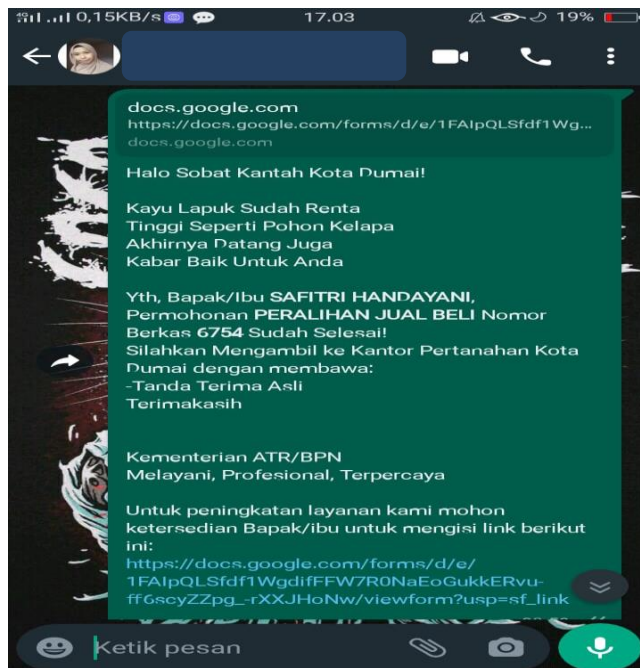 4G 0,15KB/s
17.03
19%
docs.google.com
https://docs.google.com/forms/d/e/1FAIpQLSfdf1Wg...
docs.google.com
Halo Sobat Kantah Kota Dumai!
Kayu Lapuk Sudah Renta
Tinggi Seperti Pohon Kelapa
Akhirnya Datang Juga
Kabar Baik Untuk Anda
Yth, Bapak/Ibu SAFITRI HANDAYANI,
Permohonan PERALIHAN JUAL BELI Nomor
Berkas 6754 Sudah Selesai!
Silahkan Mengambil ke Kantor Pertanahan Kota
Dumai dengan membawa:
-Tanda Terima Asli
Terimakasih
Kementerian ATR/BPN
Melayani, Profesional, Terpercaya
Untuk peningkatan layanan kami mohon
ketersedian Bapak/ibu untuk mengisi link berikut
ini:
https://docs.google.com/forms/d/e/
1FAIpQLSfdf1WgdifFFW7R0NaEoGukkERvu-
ff6scyZZpg_-rXXJHoNw/viewform?usp=sf_link
Ketik pesan